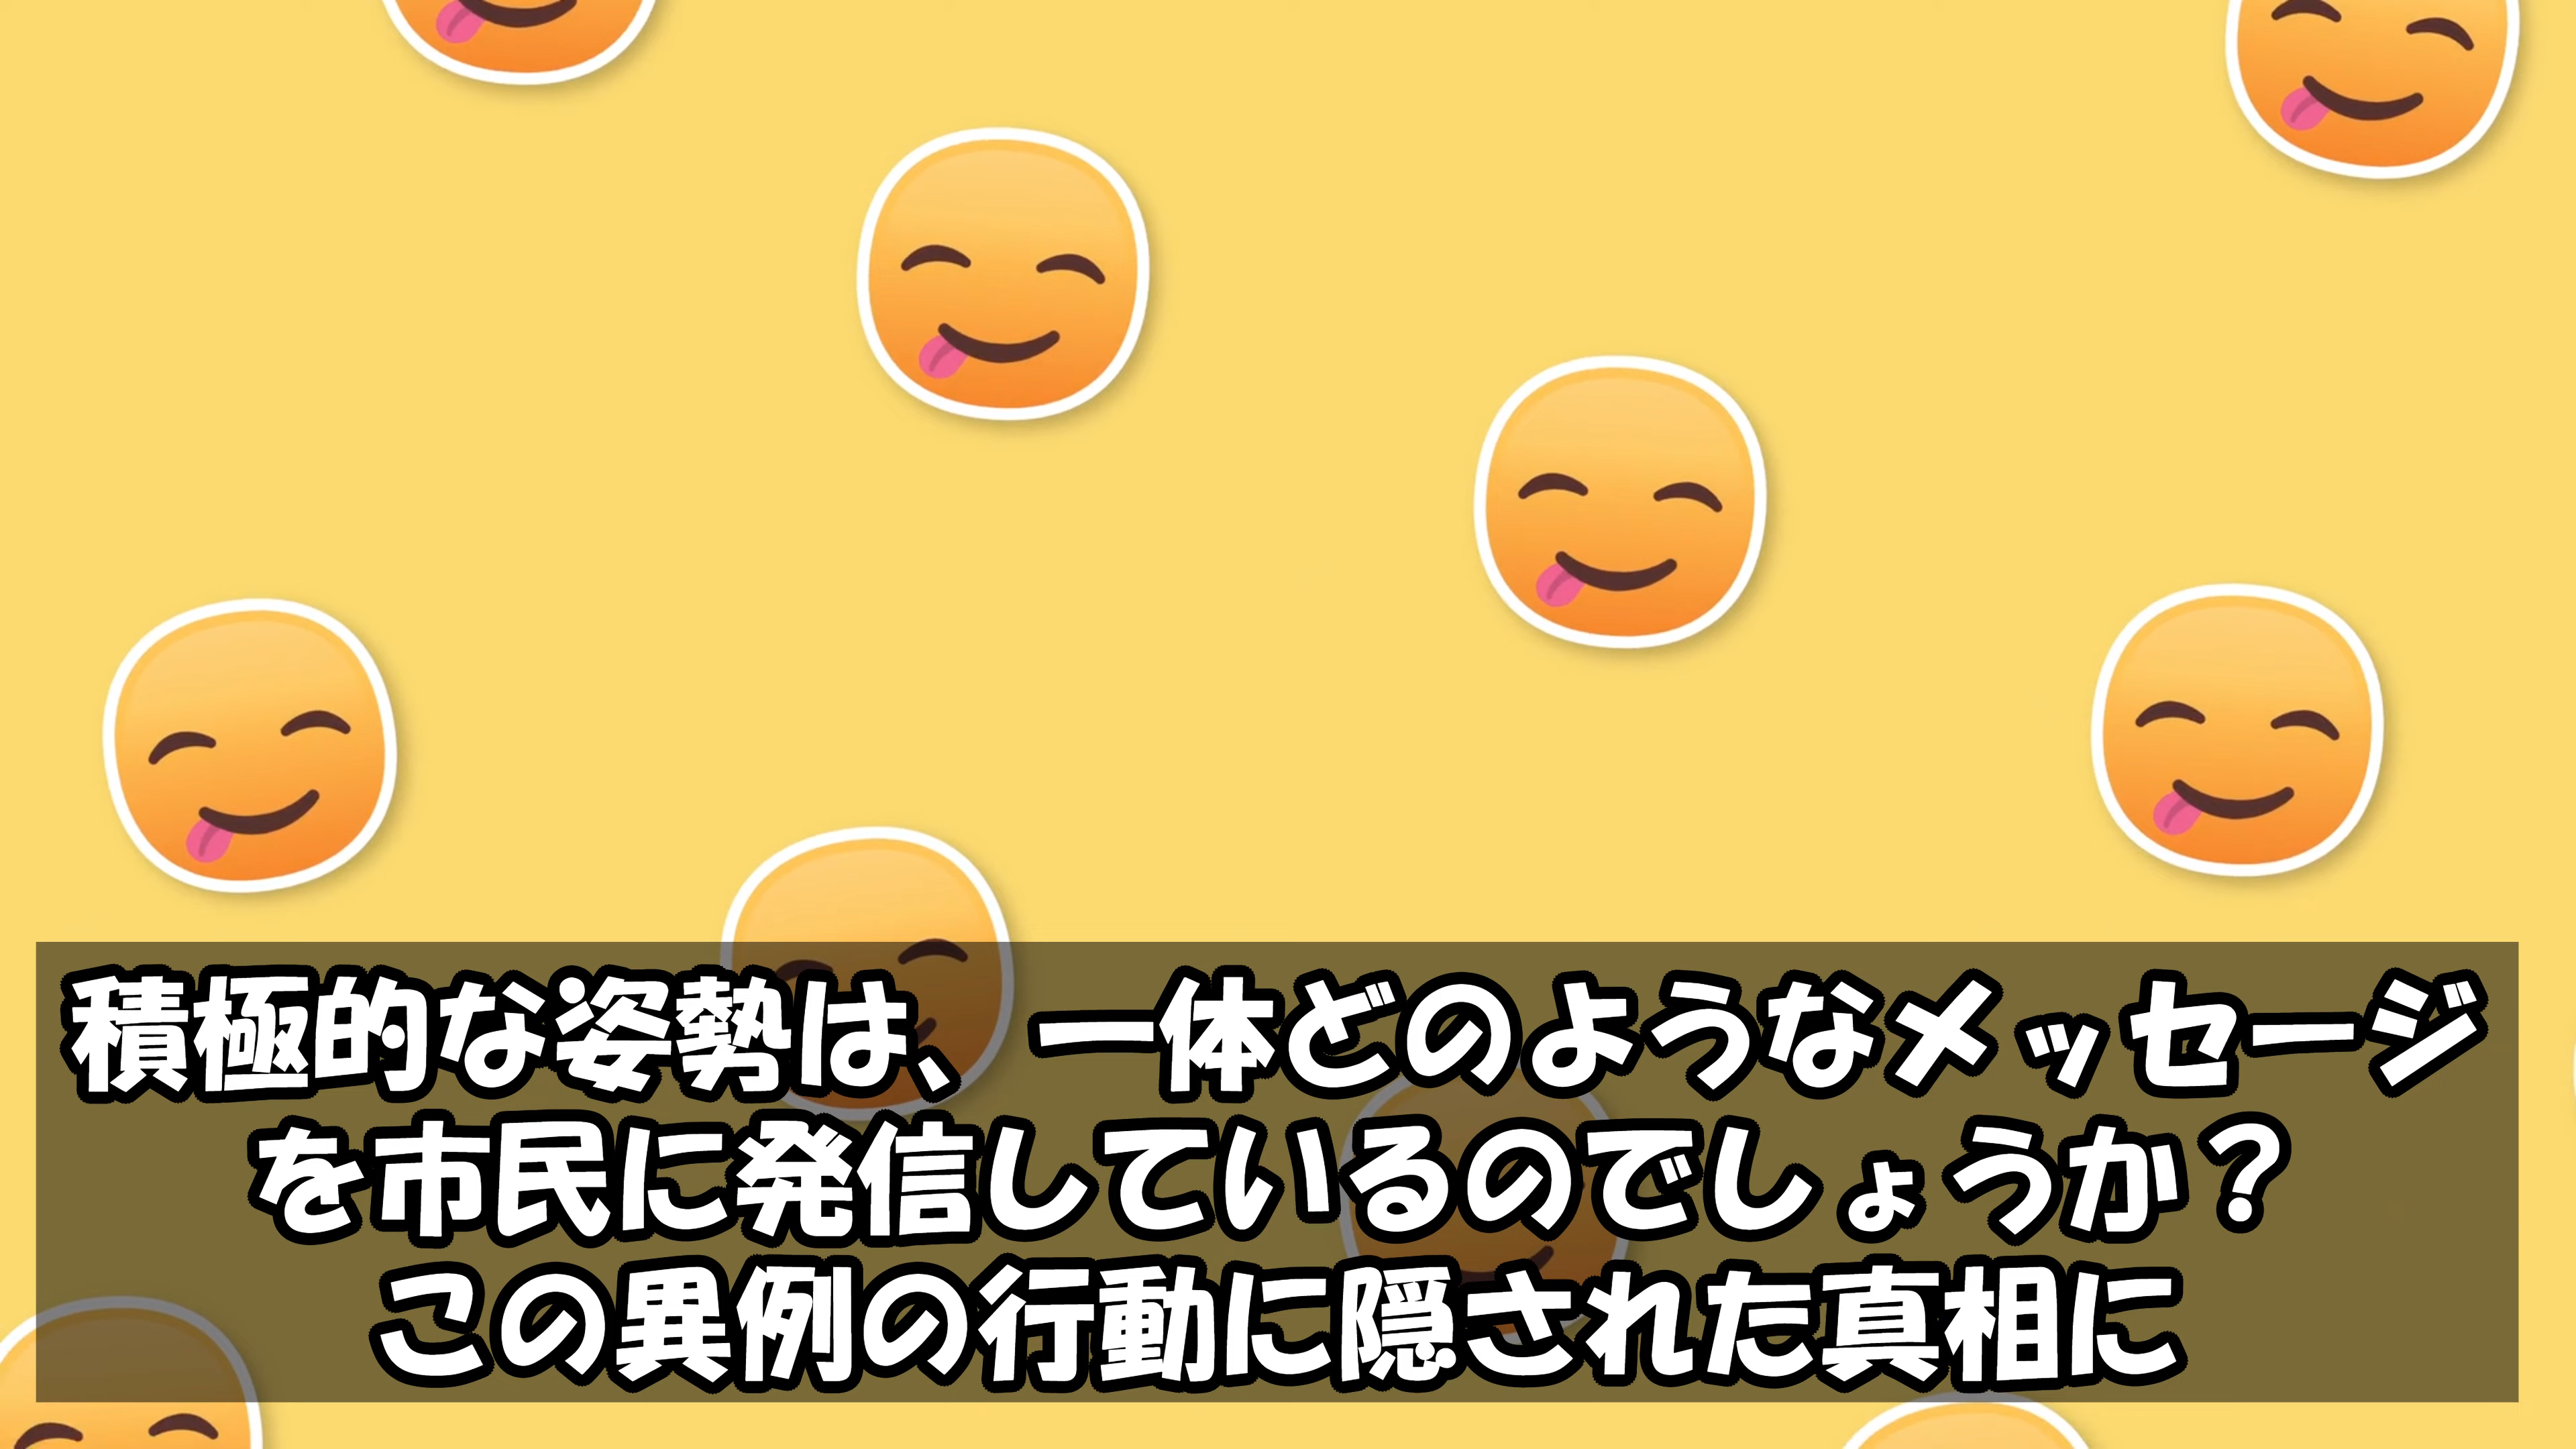 積極的な姿勢は、一体どのようなメッセージ
を市民に発信しているのでしょうか？
この異例の行動に隠された真相に